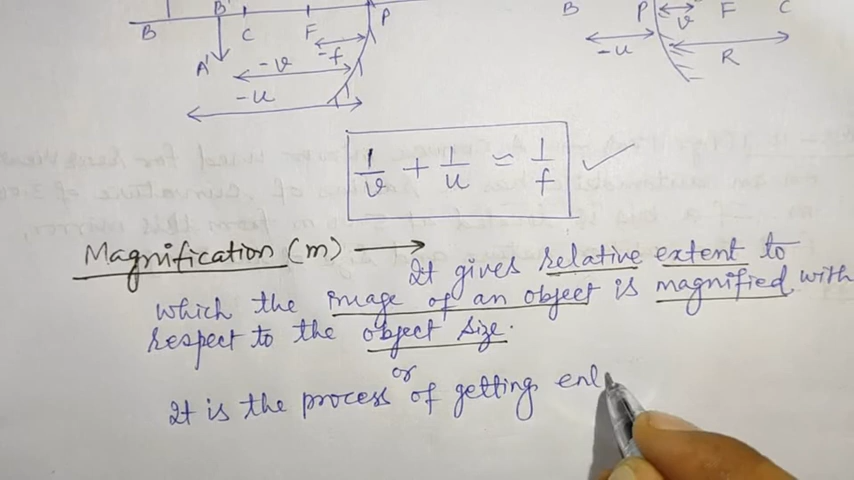 B B' C F P
A'
-f
-v
-u
B P v F C
-u R
1/v + 1/u = 1/f
Magnification (m) →
It gives relative extent to
which the image of an object is magnified with
respect to the object size.
or
It is the process of getting enl